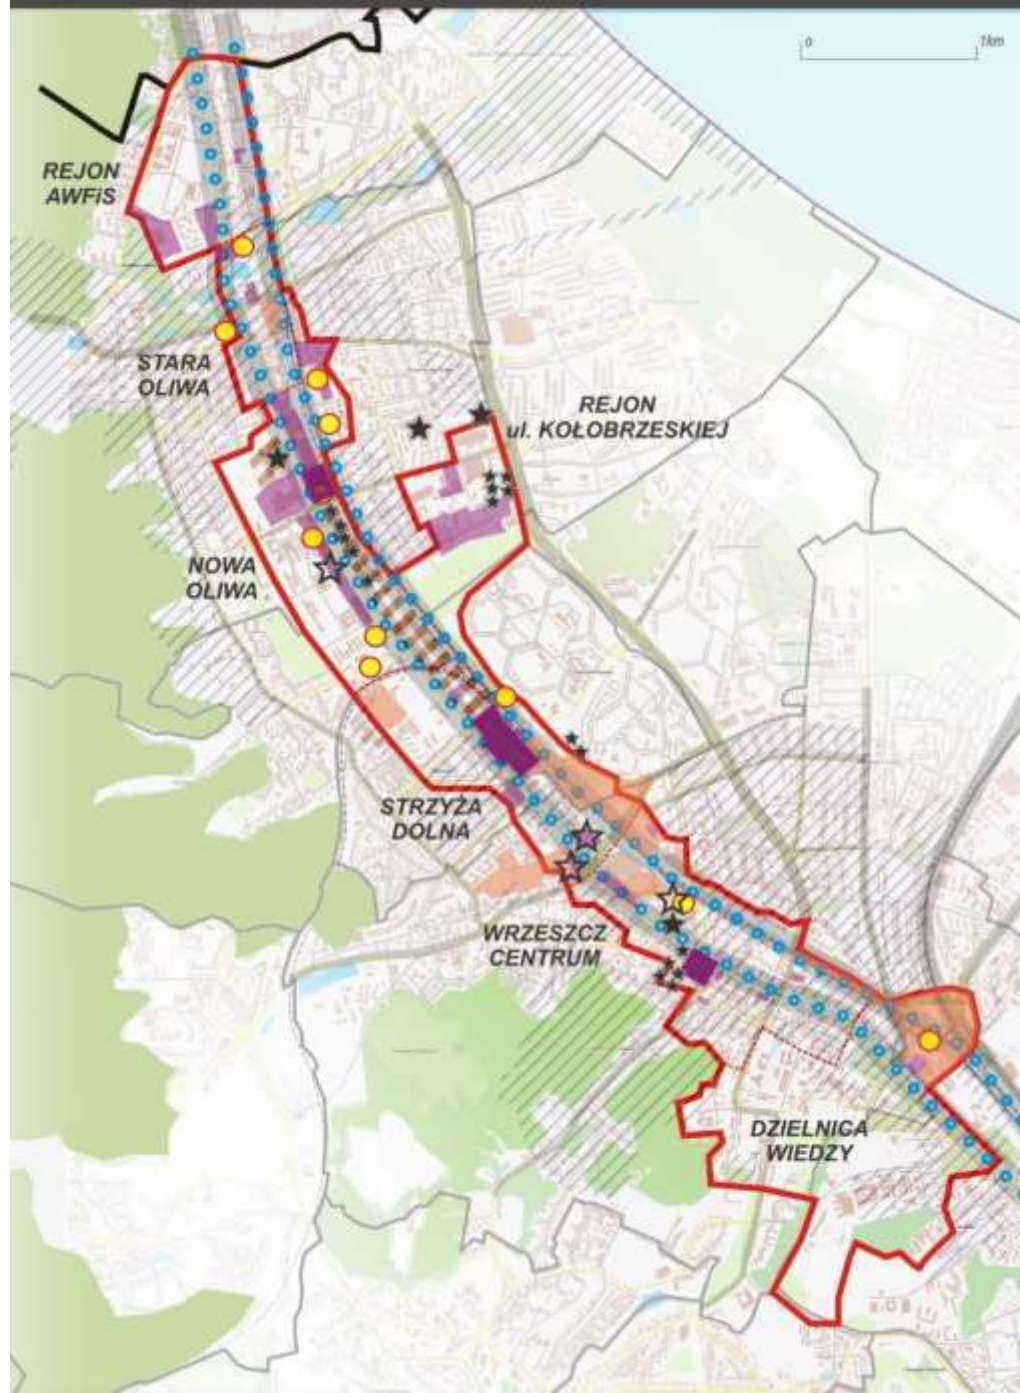 0 1km
REJON
AWFiS
STARA
OLIWA
REJON
ul. KOŁOBRZESKIEJ
NOWA
OLIWA
STRZYŻA
DOLNA
WRZESZCZ
CENTRUM
DZIELNICA
WIEDZY